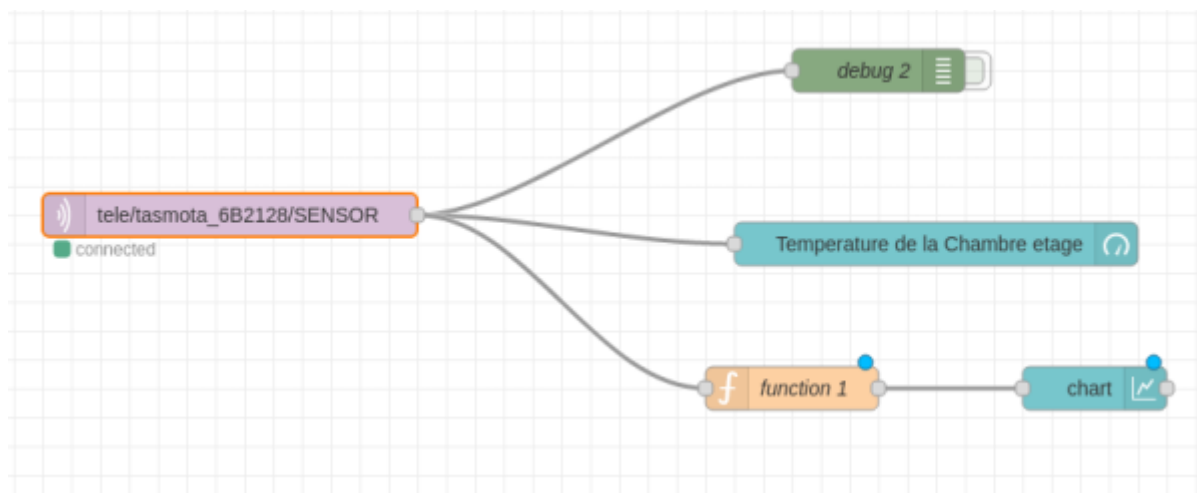 debug 2
tele/tasmota_6B2128/SENSOR
connected
Temperature de la Chambre etage
function 1
chart